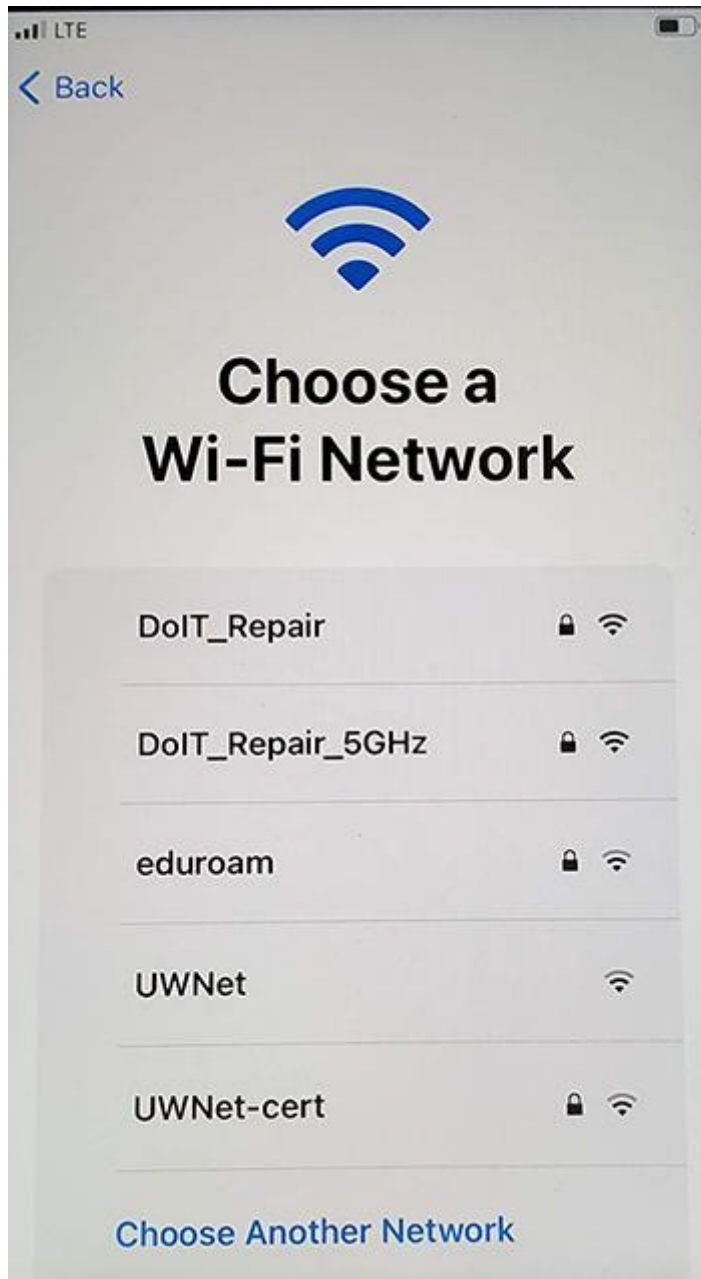 LTE
Back
Choose a
Wi-Fi Network
DoIT_Repair
DoIT_Repair_5GHz
eduroam
UWNet
UWNet-cert
Choose Another Network